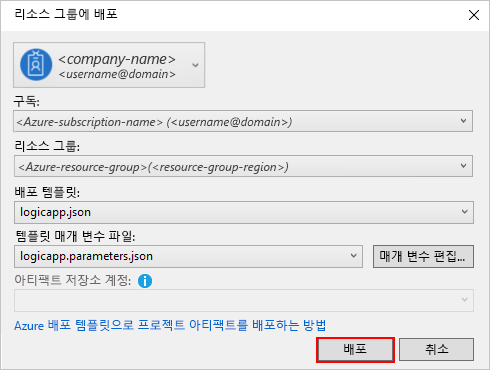 리소스 그룹에 배포
<company-name>
<username@domain>
구독:
<Azure-subscription-name> (<username@domain>)
리소스 그룹:
<Azure-resource-group>(<resource-group-region>)
배포 템플릿:
logicapp.json
템플릿 매개 변수 파일:
logicapp.parameters.json
매개 변수 편집...
아티팩트 저장소 계정:
Azure 배포 템플릿으로 프로젝트 아티팩트를 배포하는 방법
배포
취소